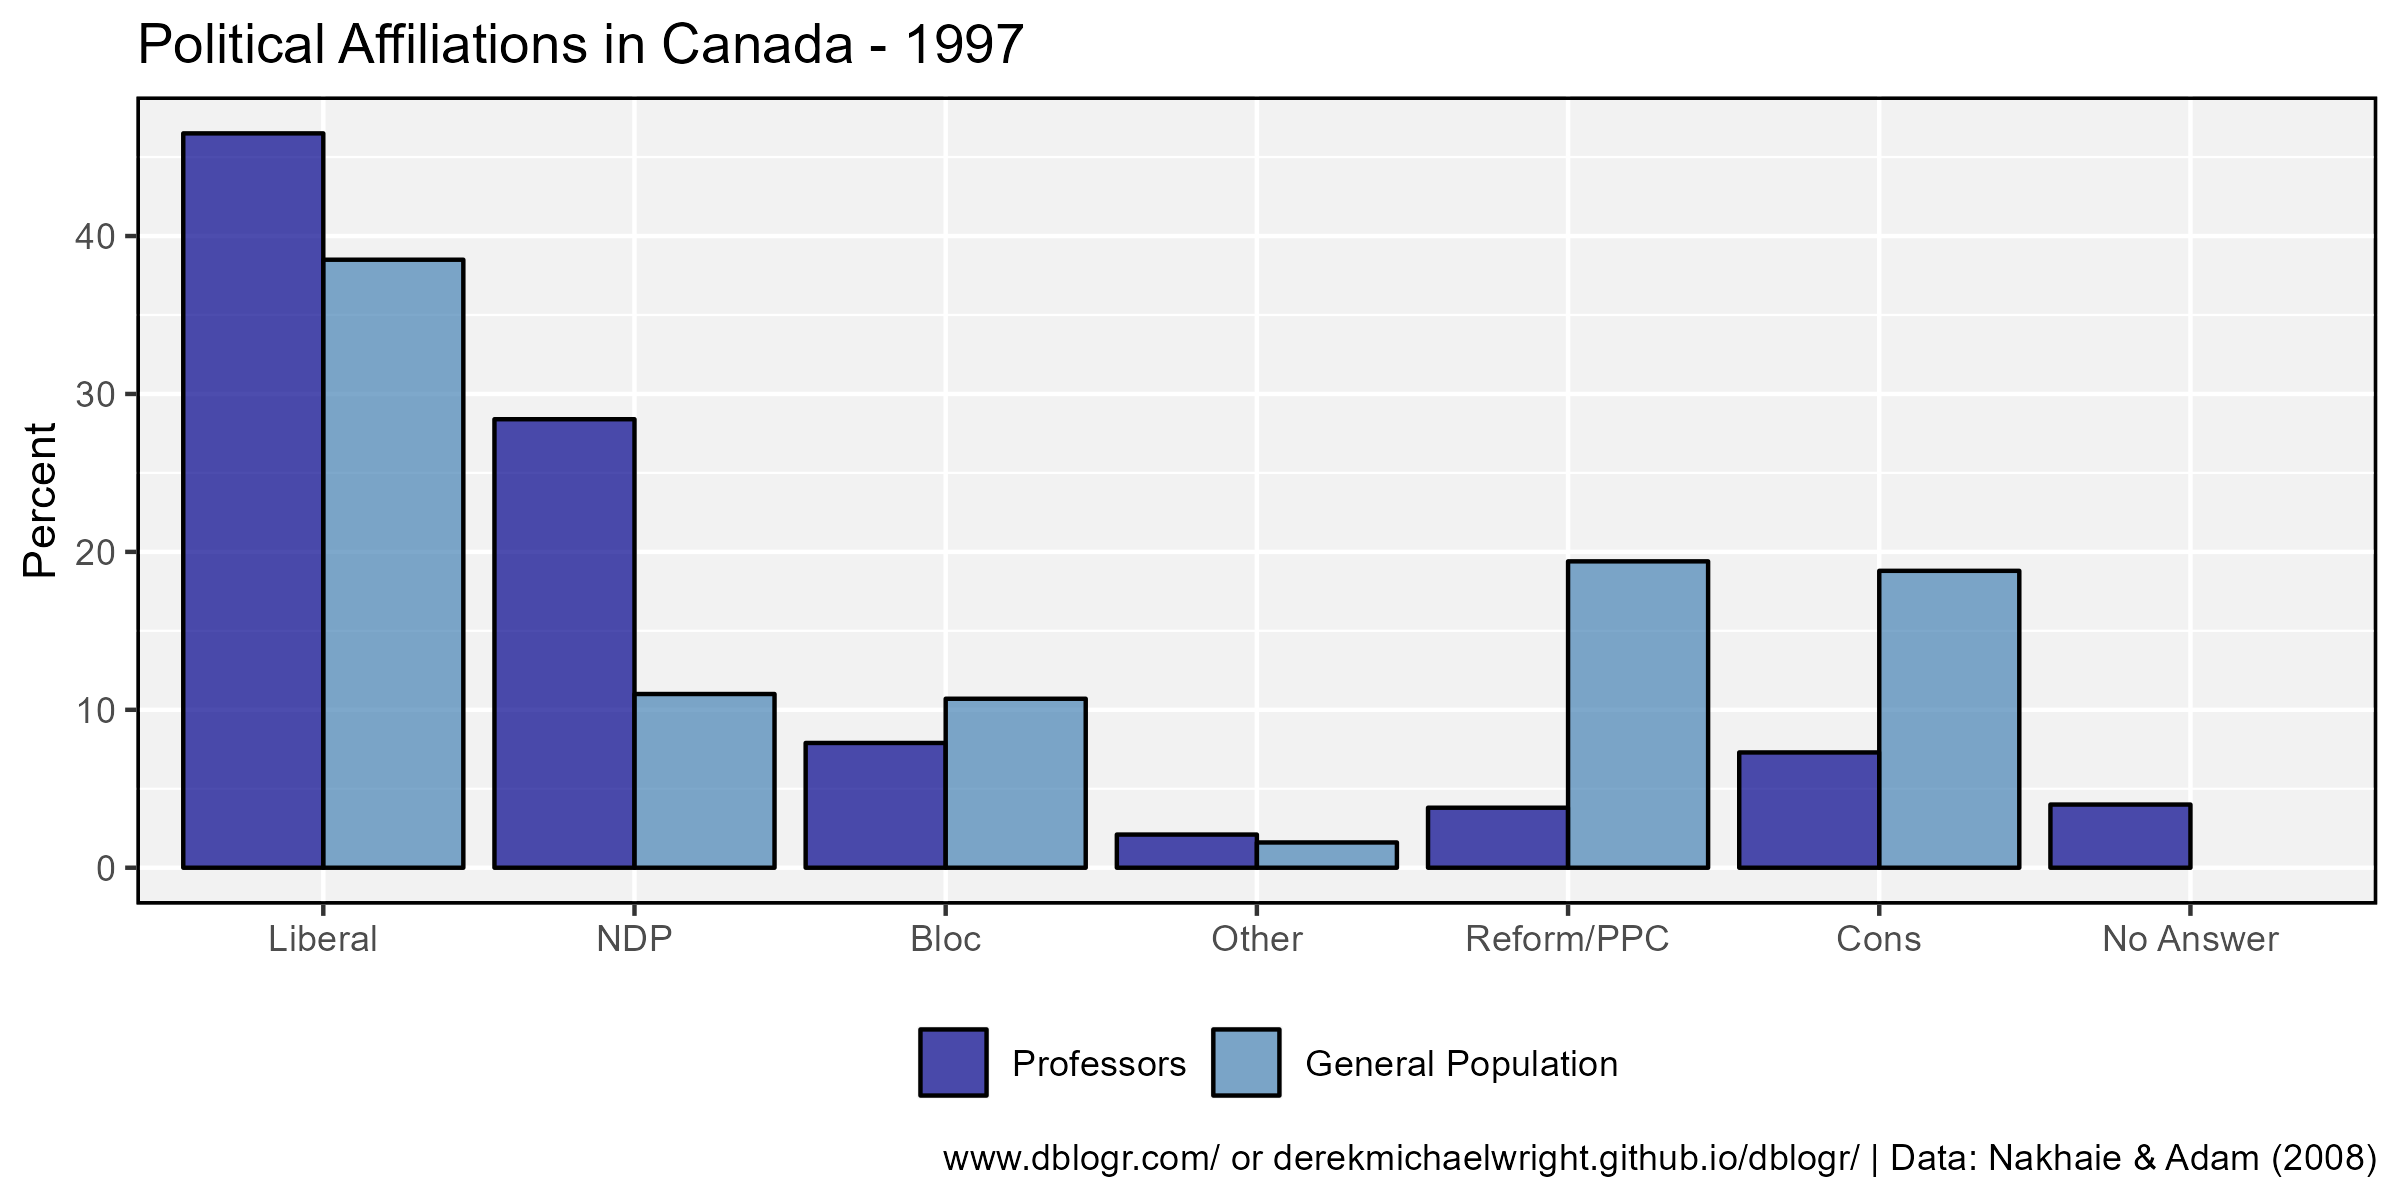 Political Affiliations in Canada - 1997
Percent
40
30
20
10
0
Liberal NDP Bloc Other Reform/PPC Cons No Answer
Professors General Population
www.dblogr.com/ or derekmichaelwright.github.io/dblogr/ | Data: Nakhaie & Adam (2008)